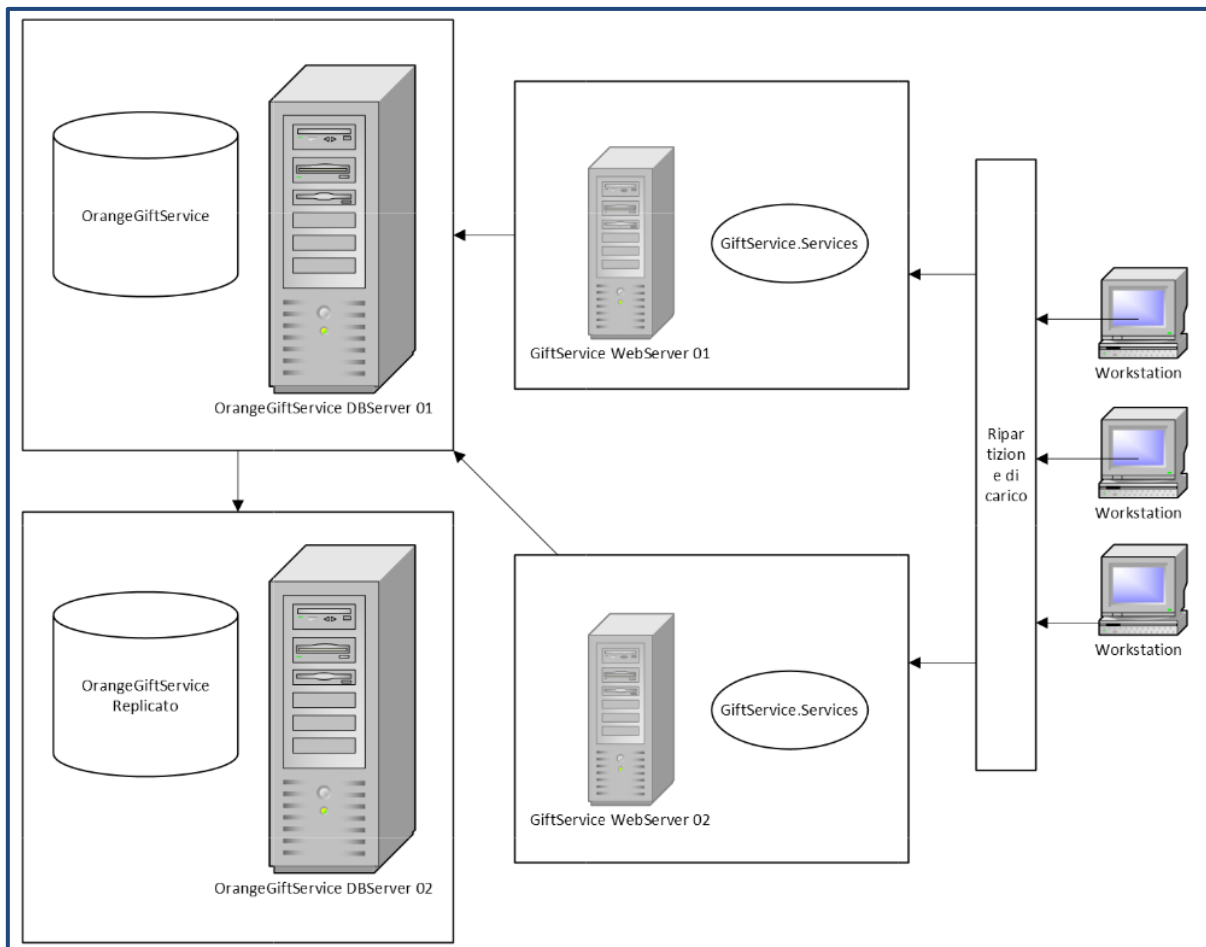 OrangeGiftService
OrangeGiftService DBServer 01
GiftService.Services
GiftService WebServer 01
Ripar
tizion
e di
carico
Workstation
Workstation
Workstation
OrangeGiftService
Replicato
OrangeGiftService DBServer 02
GiftService.Services
GiftService WebServer 02